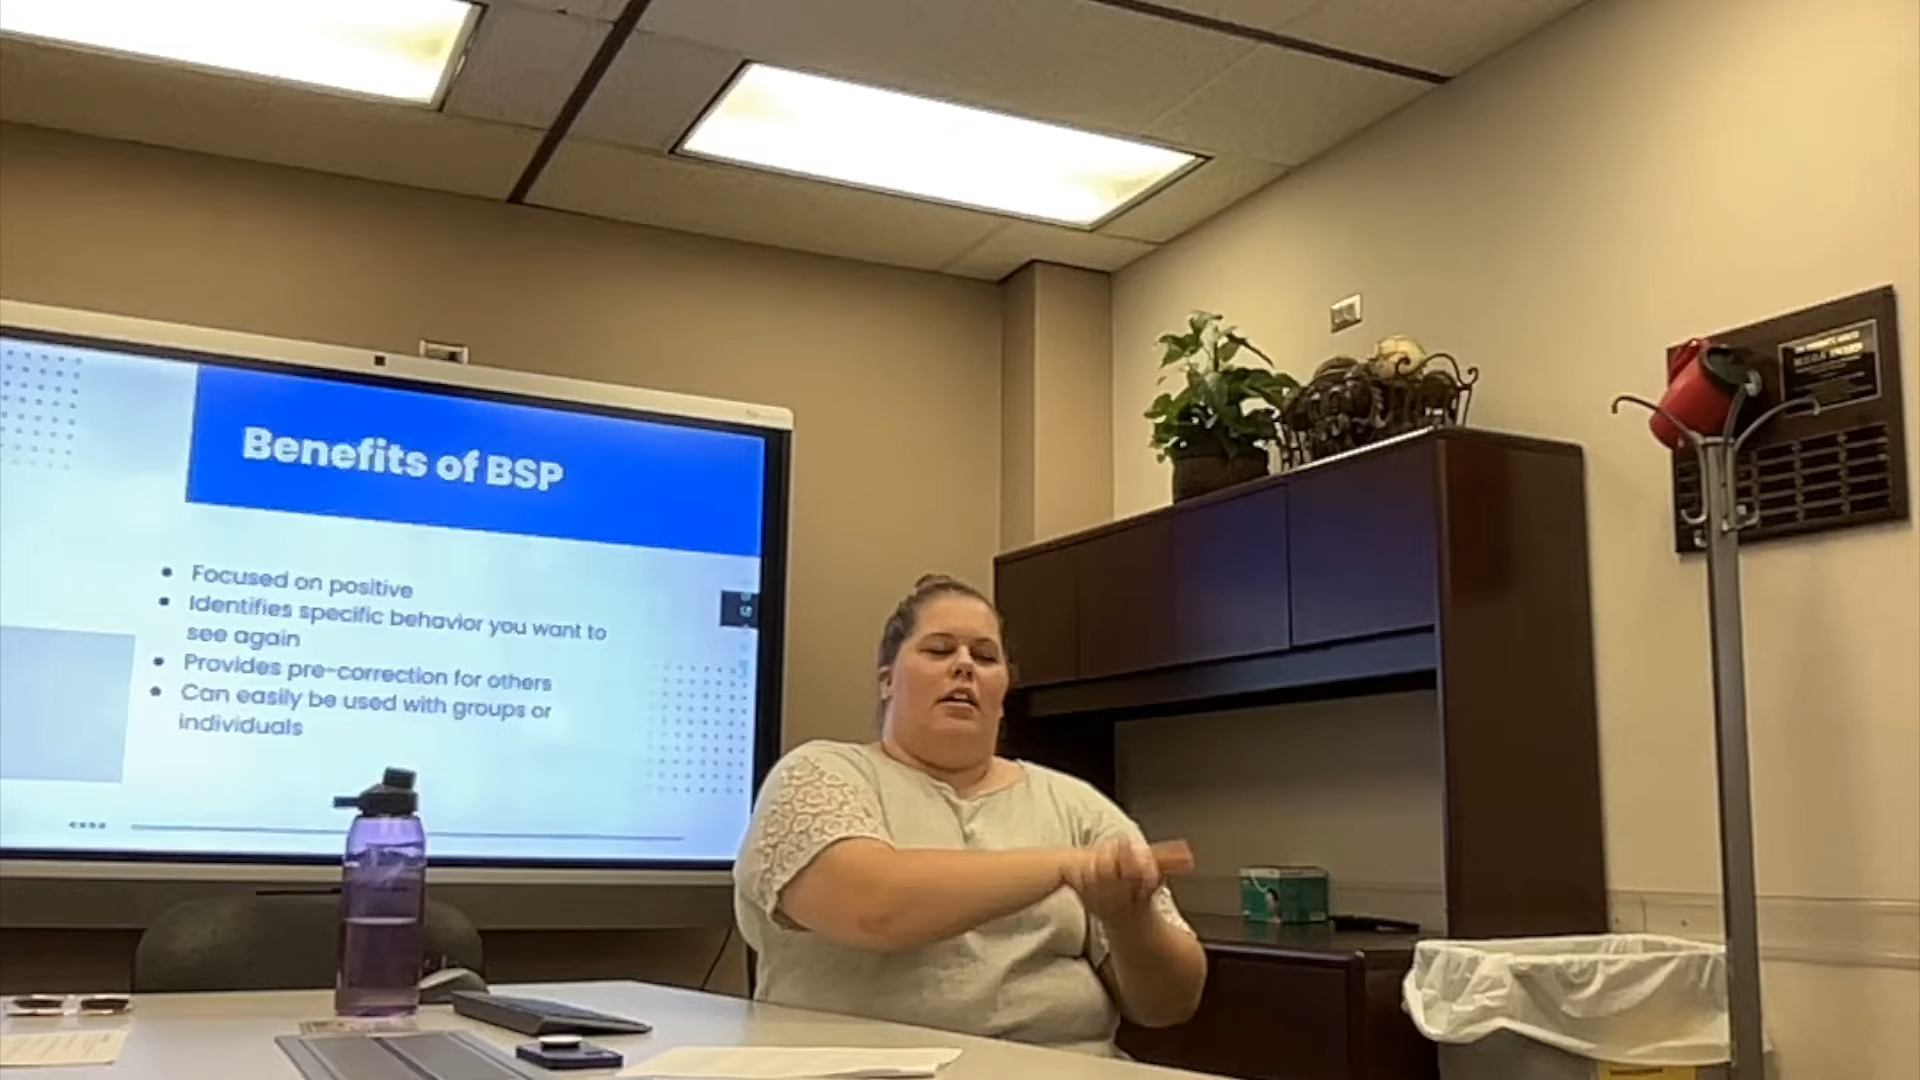 Benefits of BSP
Focused on positive
Identifies specific behavior you want to
see again
Provides pre-correction for others
Can easily be used with groups or
individuals